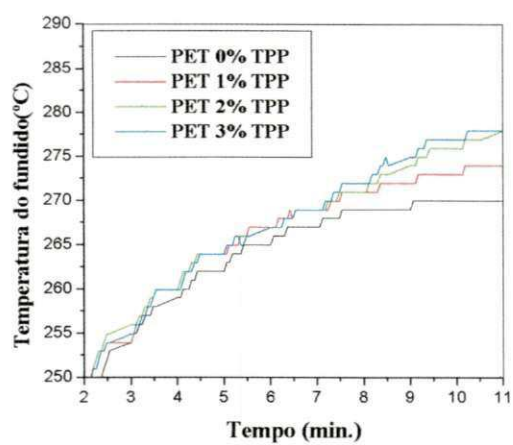 290
285
280
275
270
265
260
255
250
Temperatura do fundido(ºC)
PET 0% TPP
PET 1% TPP
PET 2% TPP
PET 3% TPP
2 3 4 5 6 7 8 9 10 11
Tempo (min.)